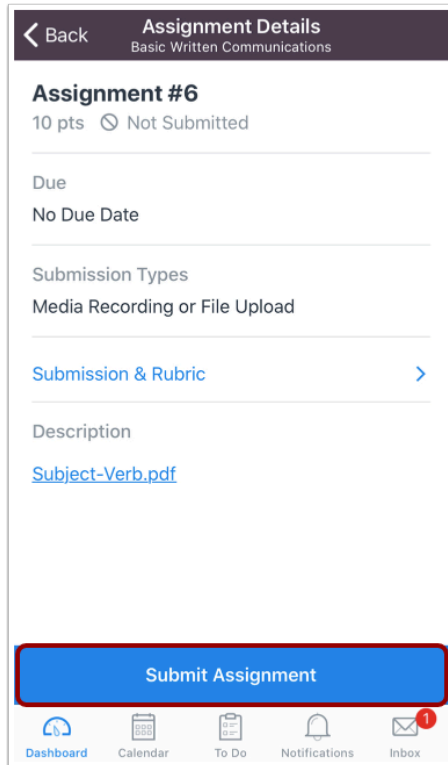 Back
Assignment Details
Basic Written Communications
Assignment #6
10 pts Not Submitted
Due
No Due Date
Submission Types
Media Recording or File Upload
Submission & Rubric
Description
Subject-Verb.pdf
Submit Assignment
1
Dashboard Calendar To Do Notifications Inbox